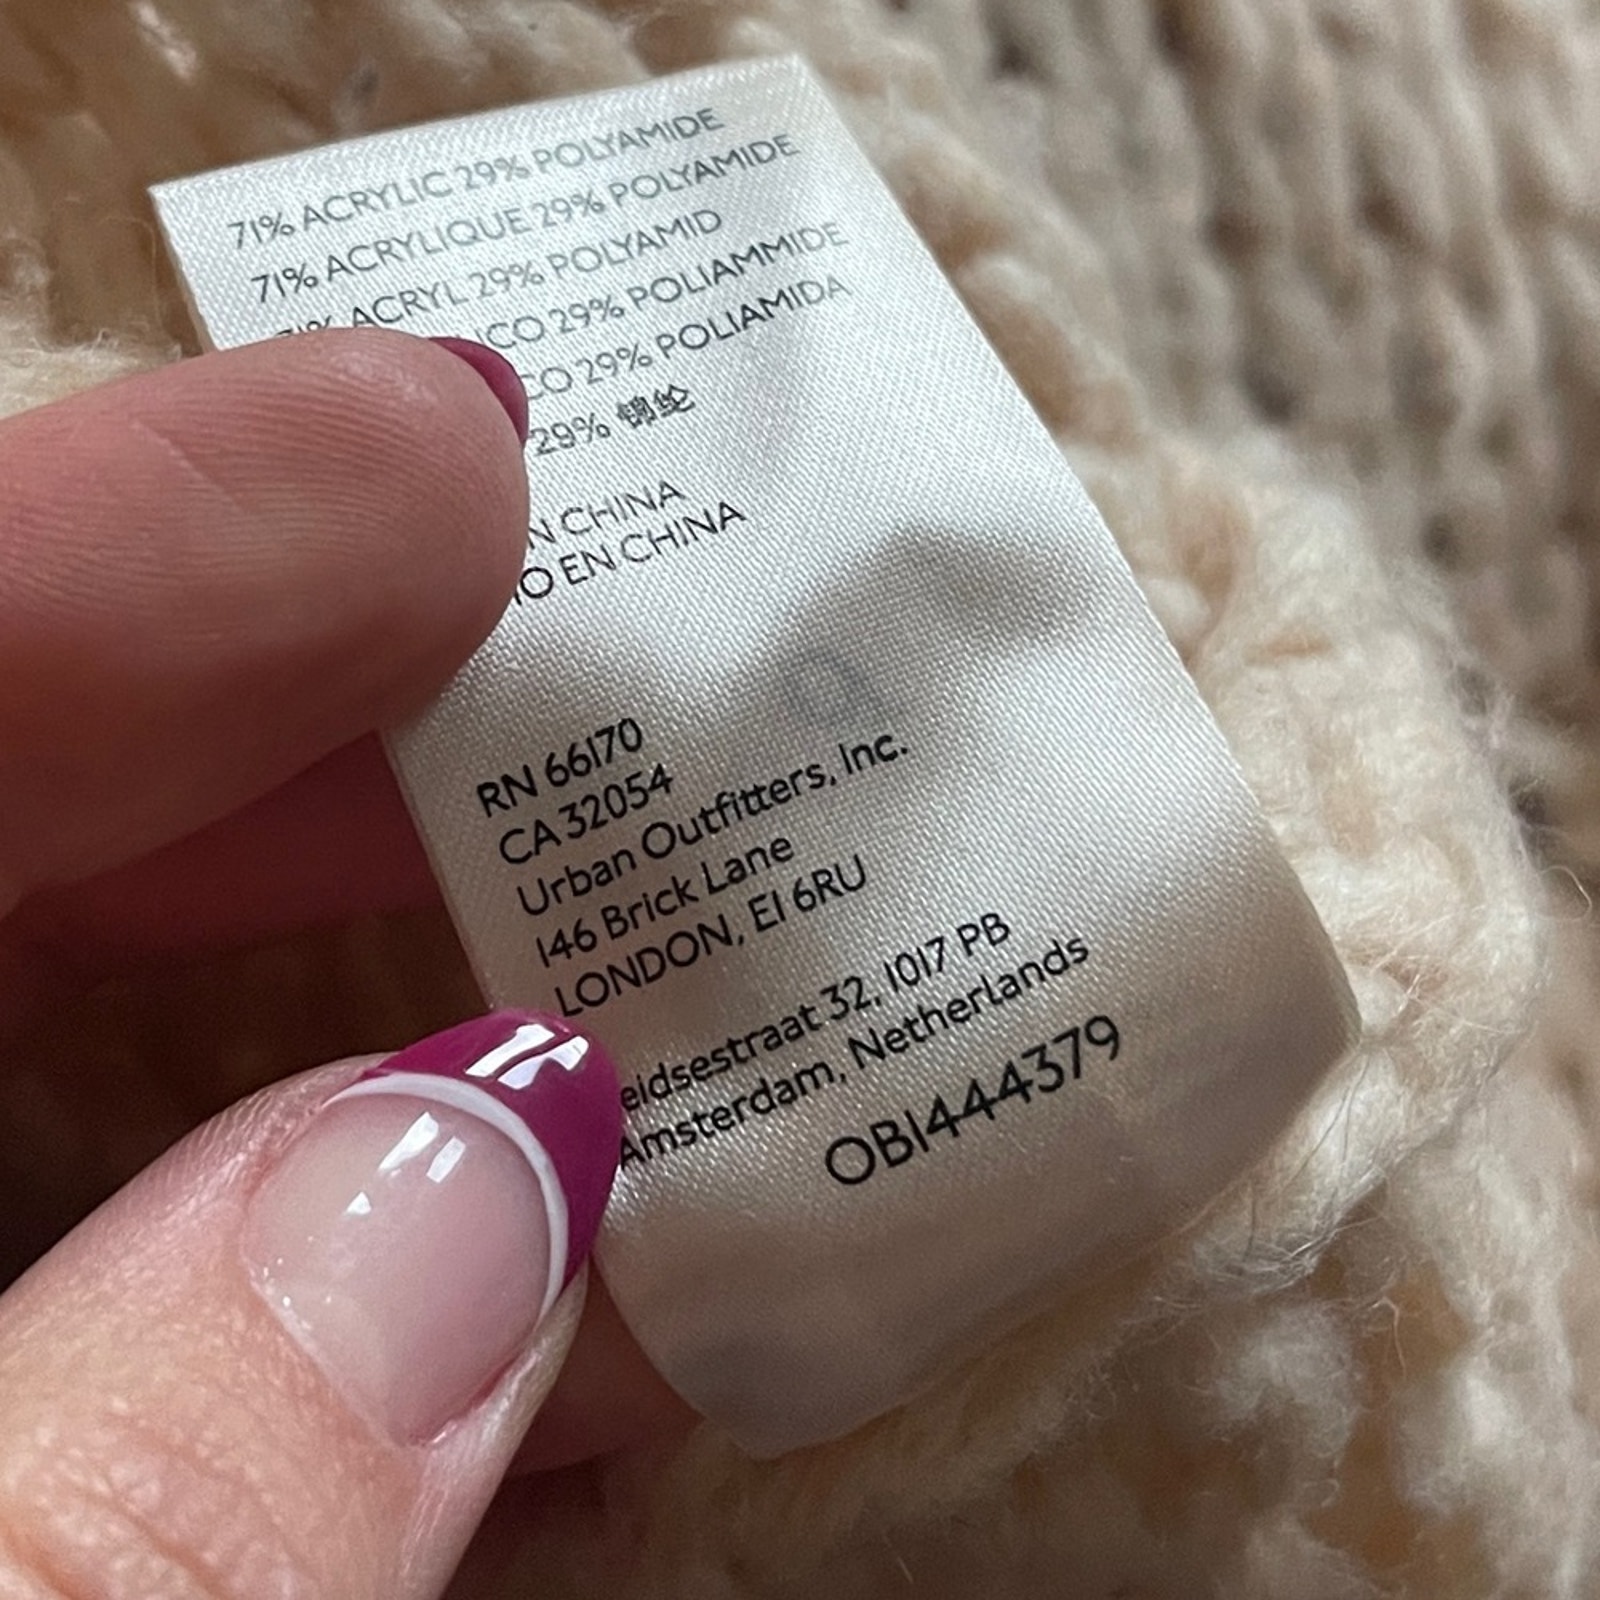 71% ACRYLIC 29% POLYAMIDE
71% ACRYLIQUE 29% POLYAMIDE
71% ACRYL 29% POLYAMID
ICO 29% POLIAMMIDE
CO 29% POLIAMIDA
29% 锦纶
N CHINA
O EN CHINA
RN 66170
CA 32054
Urban Outfitters, Inc.
146 Brick Lane
LONDON, E1 6RU
eidsestraat 32, 1017 PB
Amsterdam, Netherlands
OB1444379